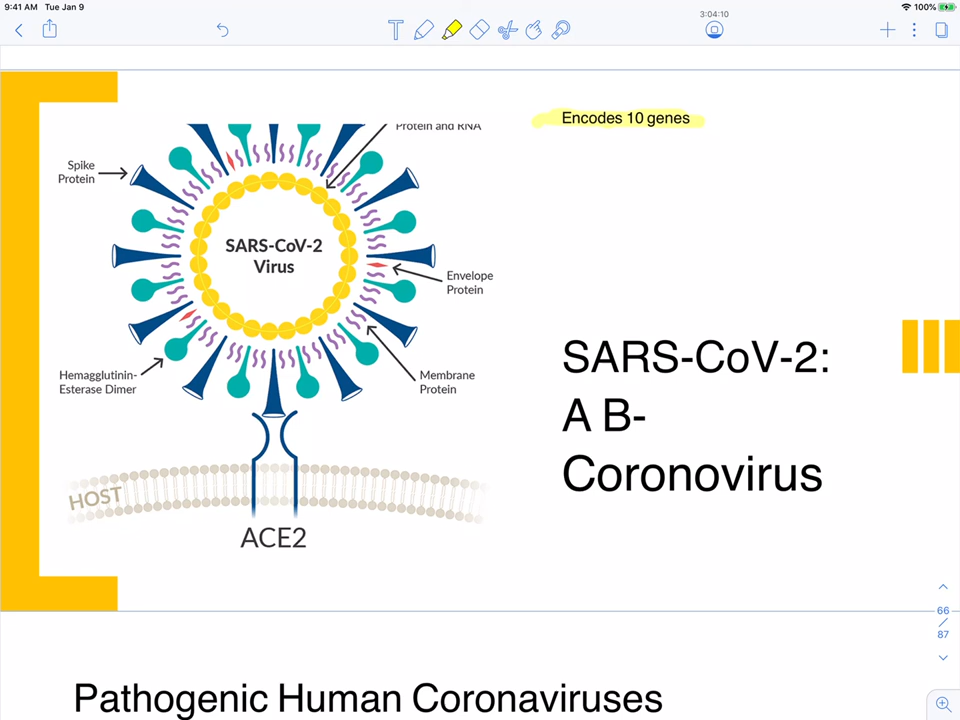 9:41 AM Tue Jan 9
100%
3:04:10
Protein and RNA
Encodes 10 genes
Spike
Protein
SARS-CoV-2
Virus
Envelope
Protein
Hemagglutinin-
Esterase Dimer
Membrane
Protein
SARS-CoV-2:
A B-
Coronovirus
HOST
ACE2
66
/
87
Pathogenic Human Coronaviruses